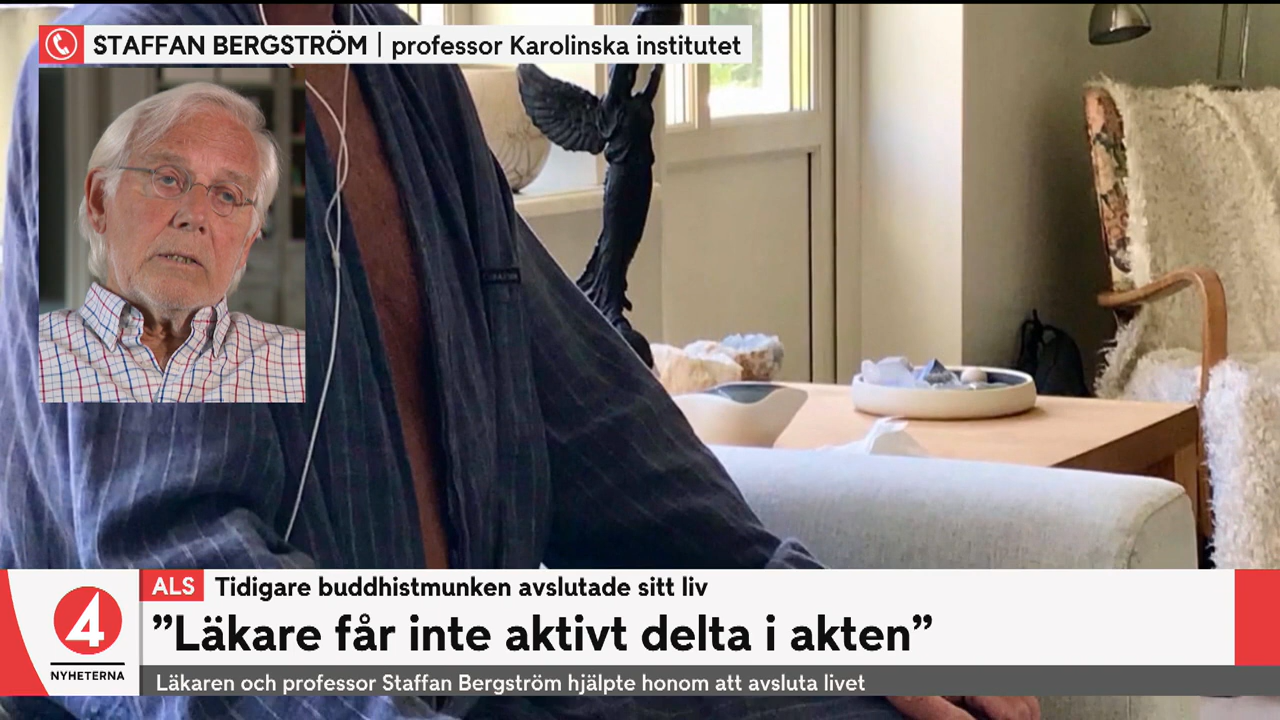 STAFFAN BERGSTRÖM | professor Karolinska institutet
ALS Tidigare buddhistmunken avslutade sitt liv
”Läkare får inte aktivt delta i akten”
4
NYHETERNA
Läkaren och professor Staffan Bergström hjälpte honom att avsluta livet